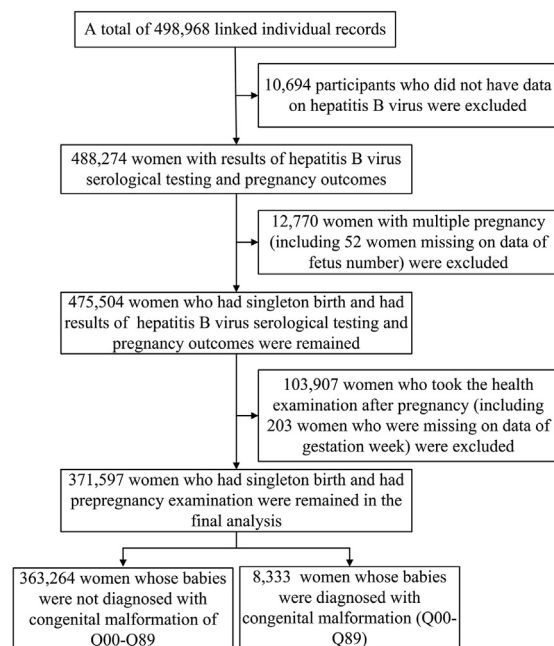 A total of 498,968 linked individual records
10,694 participants who did not have data
on hepatitis B virus were excluded
488,274 women with results of hepatitis B virus
serological testing and pregnancy outcomes
12,770 women with multiple pregnancy
(including 52 women missing on data of
fetus number) were excluded
475,504 women who had singleton birth and had
results of hepatitis B virus serological testing and
pregnancy outcomes were remained
103,907 women who took the health
examination after pregnancy (including
203 women who were missing on data of
gestation week) were excluded
371,597 women who had singleton birth and had
prepregnancy examination were remained in the
final analysis
363,264 women whose babies
were not diagnosed with
congenital malformation of
Q00-Q89
8,333 women whose babies
were diagnosed with
congenital malformation (Q00-
Q89)